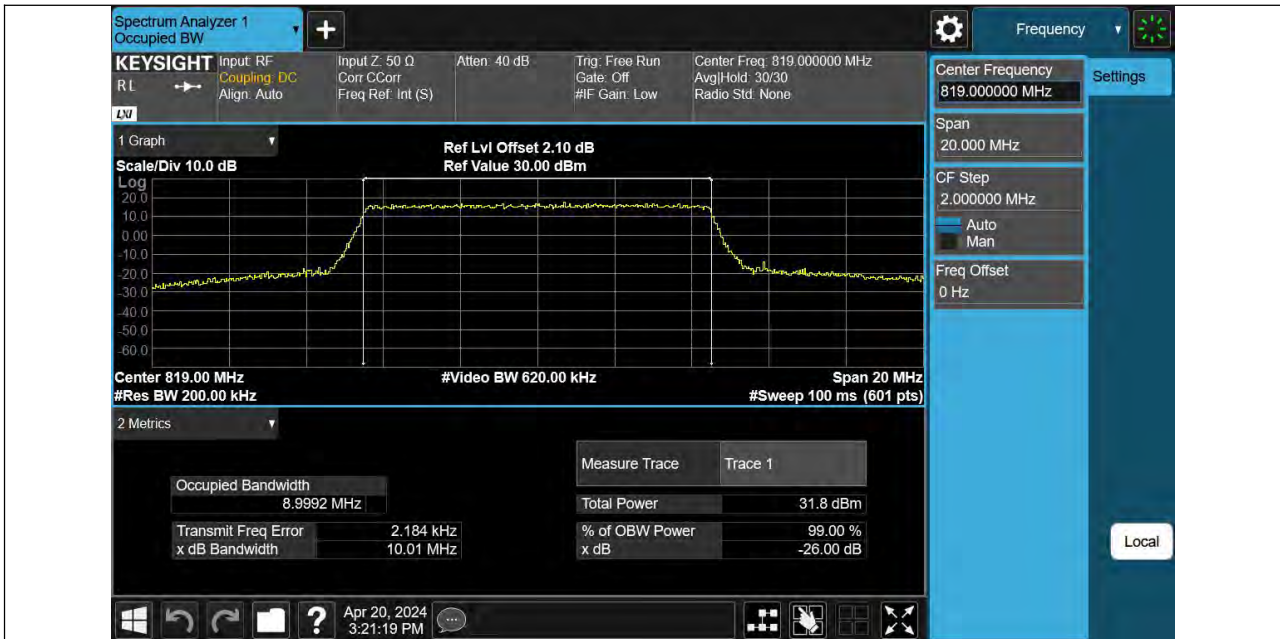 Spectrum Analyzer 1
Occupied BW
+
Frequency
KEYSIGHT
RL
LXI
Input: RF
Coupling: DC
Align: Auto
Input Z: 50 Ω
Corr CCorr
Freq Ref: Int (S)
Atten: 40 dB
Trig: Free Run
Gate: Off
#IF Gain: Low
Center Freq: 819.000000 MHz
Avg|Hold: 30/30
Radio Std: None
1 Graph
Scale/Div 10.0 dB
Ref Lvl Offset 2.10 dB
Ref Value 30.00 dBm
Log
20.0
10.0
0.00
-10.0
-20.0
-30.0
-40.0
-50.0
-60.0
Center 819.00 MHz
#Video BW 620.00 kHz
Span 20 MHz
#Res BW 200.00 kHz
#Sweep 100 ms (601 pts)
2 Metrics
Measure Trace Trace 1
Occupied Bandwidth
8.9992 MHz
Total Power 31.8 dBm
Transmit Freq Error 2.184 kHz
% of OBW Power 99.00 %
x dB Bandwidth 10.01 MHz
x dB -26.00 dB
Center Frequency
819.000000 MHz
Settings
Span
20.000 MHz
CF Step
2.000000 MHz
Auto
Man
Freq Offset
0 Hz
Local
?
Apr 20, 2024
3:21:19 PM